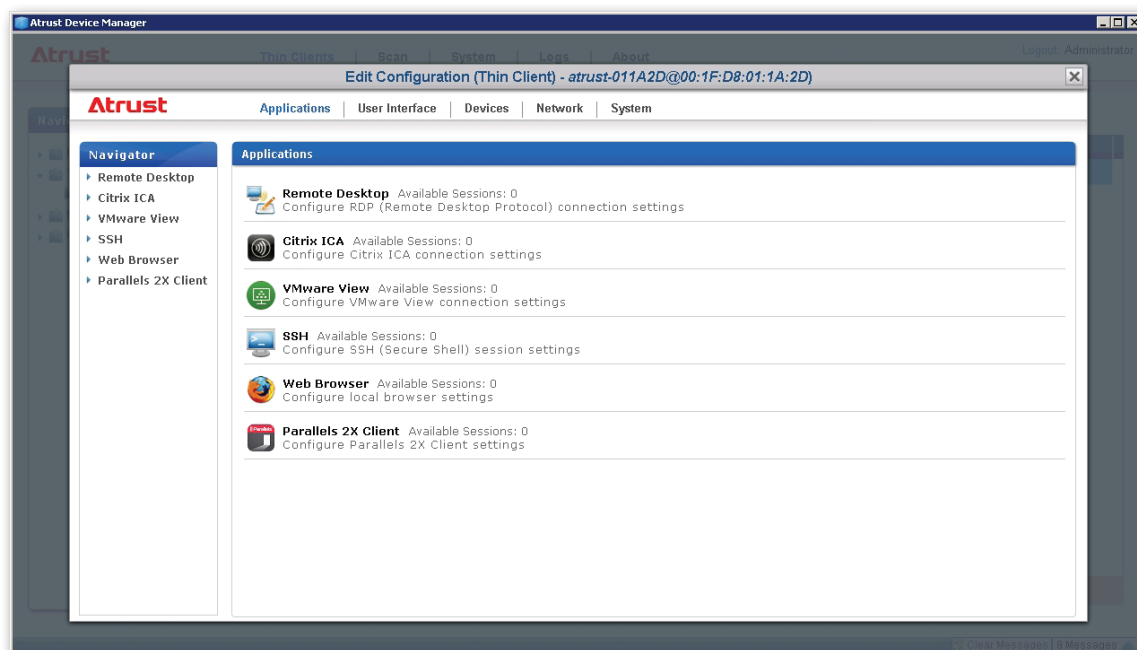 Atrust Device Manager
Atrust
Thin Clients | Scan | System | Logs | About
Logout: Administrator
Edit Configuration (Thin Client) - atrust-011A2D@00:1F:D8:01:1A:2D)
Atrust
Applications | User Interface | Devices | Network | System
Navigator
Remote Desktop
Citrix ICA
VMware View
SSH
Web Browser
Parallels 2X Client
Applications
Remote Desktop Available Sessions: 0
Configure RDP (Remote Desktop Protocol) connection settings
Citrix ICA Available Sessions: 0
Configure Citrix ICA connection settings
VMware View Available Sessions: 0
Configure VMware View connection settings
SSH Available Sessions: 0
Configure SSH (Secure Shell) session settings
Web Browser Available Sessions: 0
Configure local browser settings
Parallels 2X Client Available Sessions: 0
Configure Parallels 2X Client settings
Clear Messages | 8 Messages